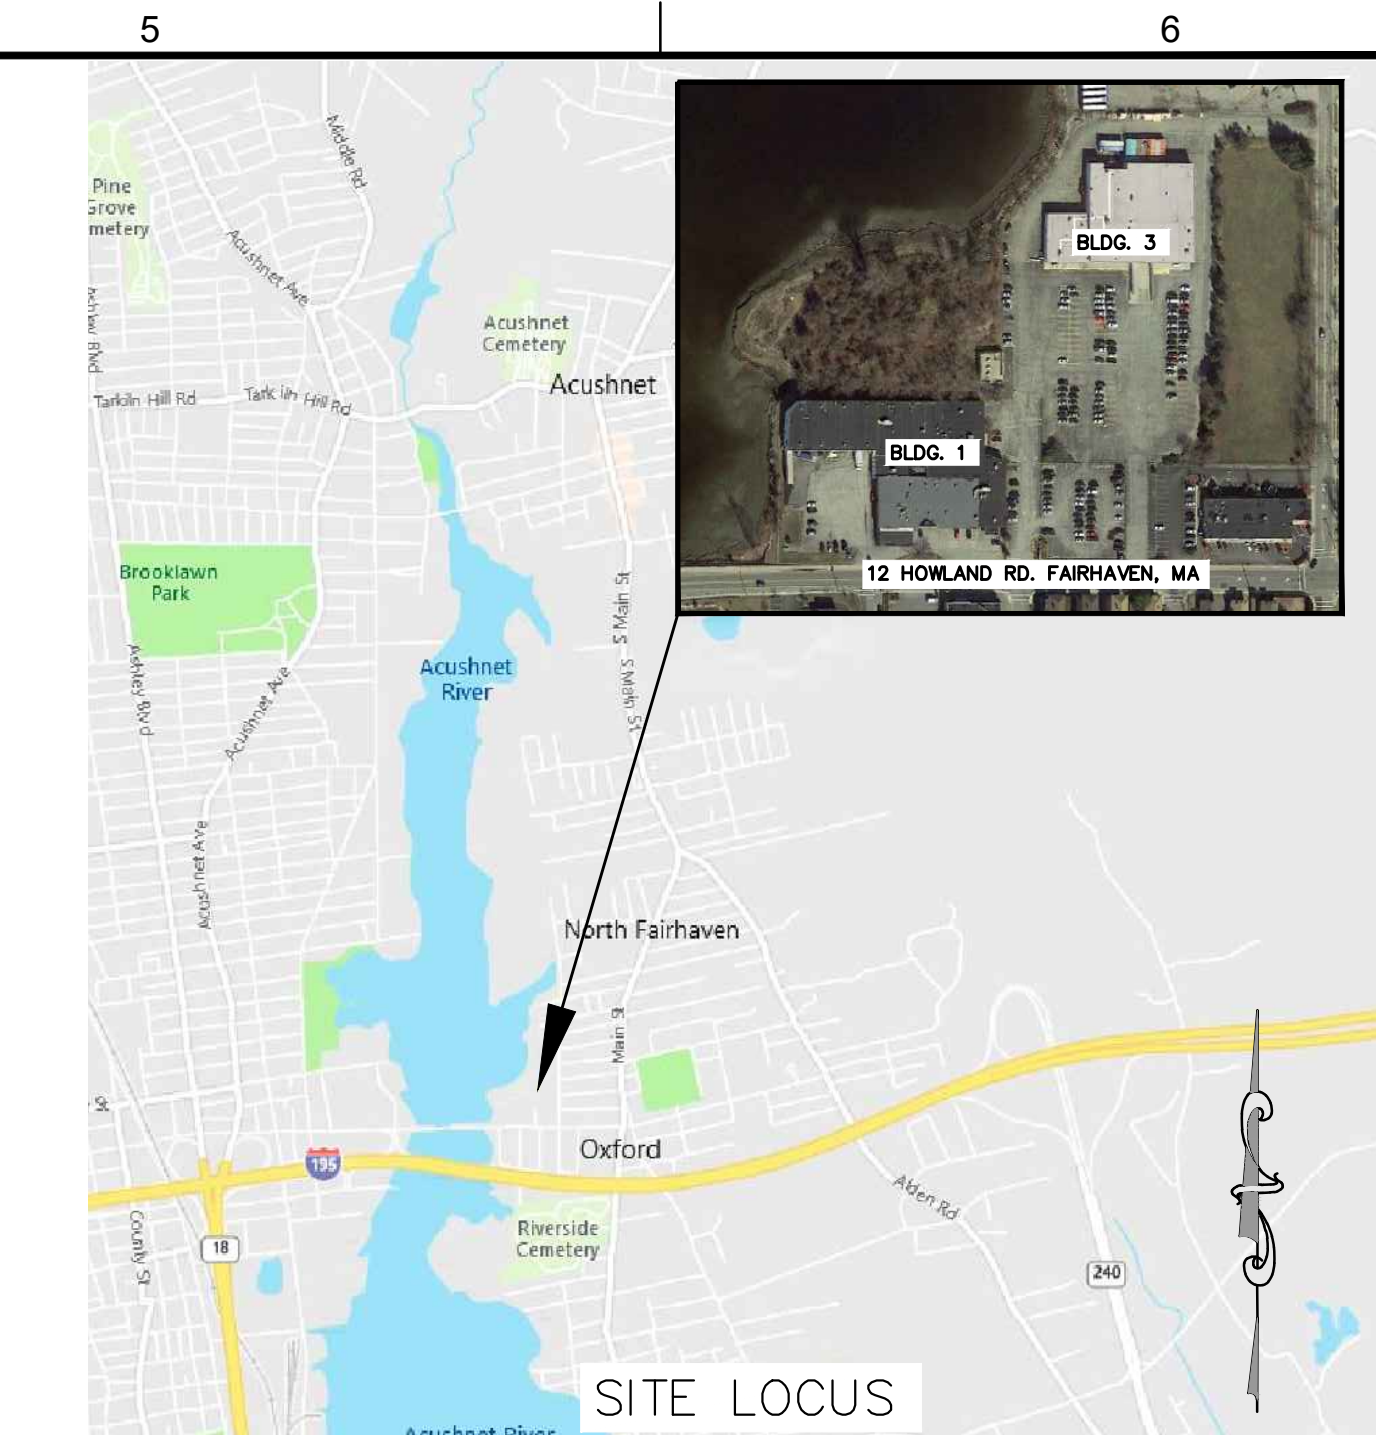 5
6
Middle Rd
Pine
Grove
metery
Acushnet Ave
Acushnet
Cemetery
Acushnet
Tarkiln Hill Rd
Tarkiln Hill Rd
BLDG. 3
BLDG. 1
12 HOWLAND RD. FAIRHAVEN, MA
Brooklawn
Park
S Main St
S Main St
Acushnet
River
Ashley Blvd
Acushnet Ave
Acushnet Ave
North Fairhaven
Main St
St
Oxford
195
Alden Rd
Riverside
Cemetery
County St
18
240
SITE LOCUS
Acushnet River